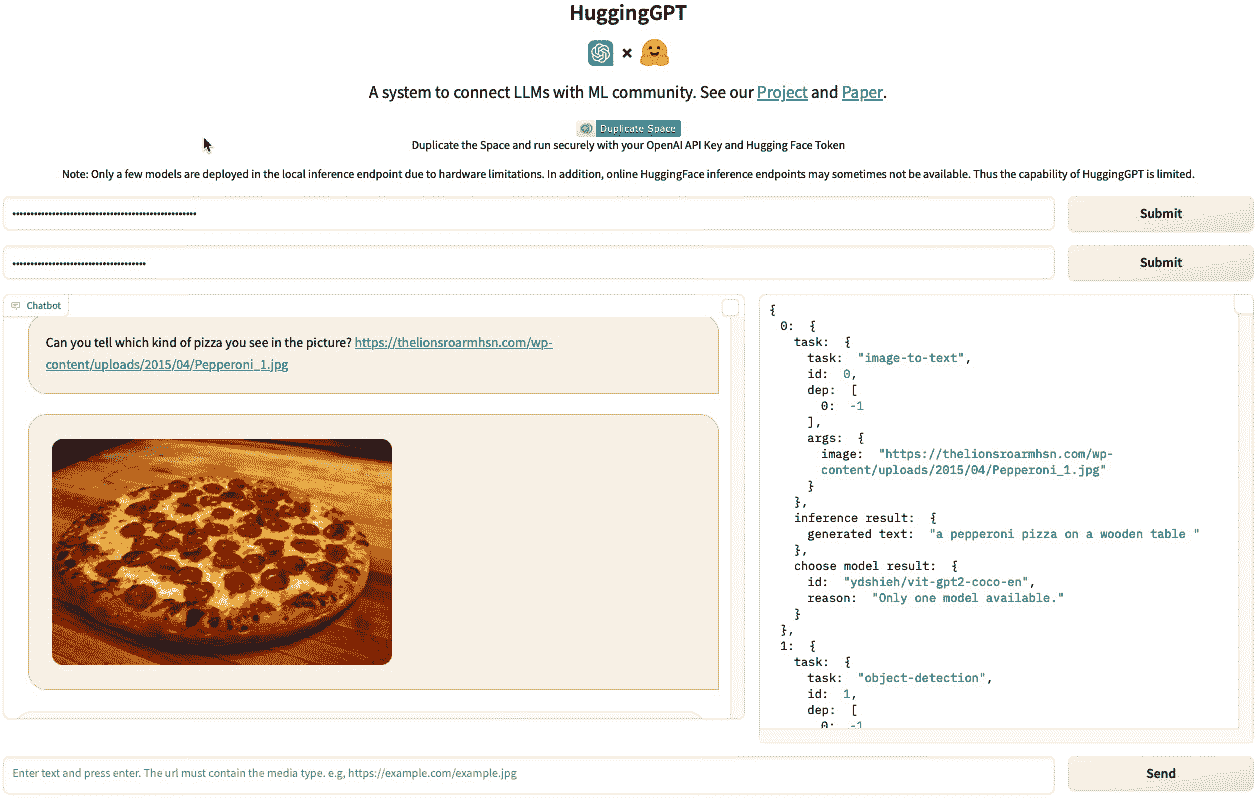 HuggingGPT
×
A system to connect LLMs with ML community. See our Project and Paper.
Duplicate Space
Duplicate the Space and run securely with your OpenAI API Key and Hugging Face Token
Note: Only a few models are deployed in the local inference endpoint due to hardware limitations. In addition, online HuggingFace inference endpoints may sometimes not be available. Thus the capability of HuggingGPT is limited.
Submit
Submit
Chatbot
Can you tell which kind of pizza you see in the picture? https://thelionsroarmhsn.com/wp-
content/uploads/2015/04/Pepperoni_1.jpg
{
0: {
task: {
task: "image-to-text",
id: 0,
dep: [
0: -1
],
args: {
image: "https://thelionsroarmhsn.com/wp-
content/uploads/2015/04/Pepperoni_1.jpg"
}
},
inference result: {
generated text: "a pepperoni pizza on a wooden table "
},
choose model result: {
id: "ydshieh/vit-gpt2-coco-en",
reason: "Only one model available."
}
},
1: {
task: {
task: "object-detection",
id: 1,
dep: [
0: -1
Enter text and press enter. The url must contain the media type. e.g, https://example.com/example.jpg
Send